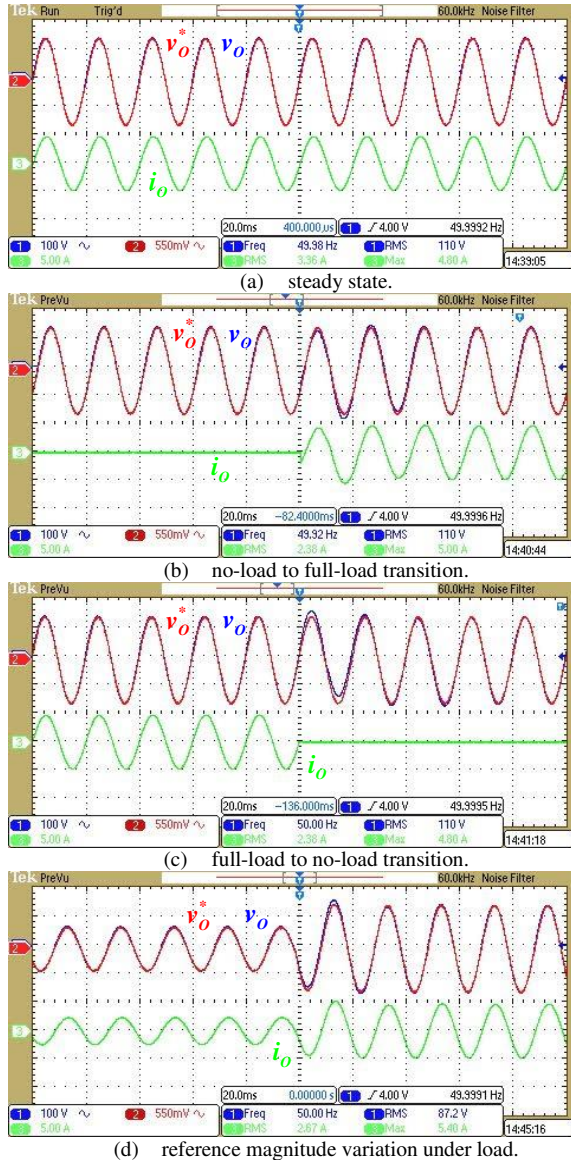 Tek Run Trig'd 60.0kHz Noise Filter
v_O* v_O
2
3
i_O
20.0ms 400.000µs 1 ∫ 4.00 V 49.9992 Hz
1 100 V 2 550mV 1 Freq 49.98 Hz 1 RMS 110 V
3 5.00 A 3 RMS 3.36 A 3 Max 4.80 A 14:39:05
(a) steady state.
Tek PreVu 60.0kHz Noise Filter
v_O* v_O
2
3
i_O
20.0ms -82.4000ms 1 ∫ 4.00 V 49.9996 Hz
1 100 V 2 550mV 1 Freq 49.92 Hz 1 RMS 110 V
3 5.00 A 3 RMS 2.38 A 3 Max 5.00 A 14:40:44
(b) no-load to full-load transition.
Tek PreVu 60.0kHz Noise Filter
v_O* v_O
2
3
i_O
20.0ms -136.000ms 1 ∫ 4.00 V 49.9995 Hz
1 100 V 2 550mV 1 Freq 50.00 Hz 1 RMS 110 V
3 5.00 A 3 RMS 2.38 A 3 Max 4.80 A 14:41:18
(c) full-load to no-load transition.
Tek PreVu 60.0kHz Noise Filter
v_O* v_O
2
3
i_O
20.0ms 0.00000 s 1 ∫ 4.00 V 49.9991 Hz
1 100 V 2 550mV 1 Freq 50.00 Hz 1 RMS 87.2 V
3 5.00 A 3 RMS 2.67 A 3 Max 5.40 A 14:45:16
(d) reference magnitude variation under load.